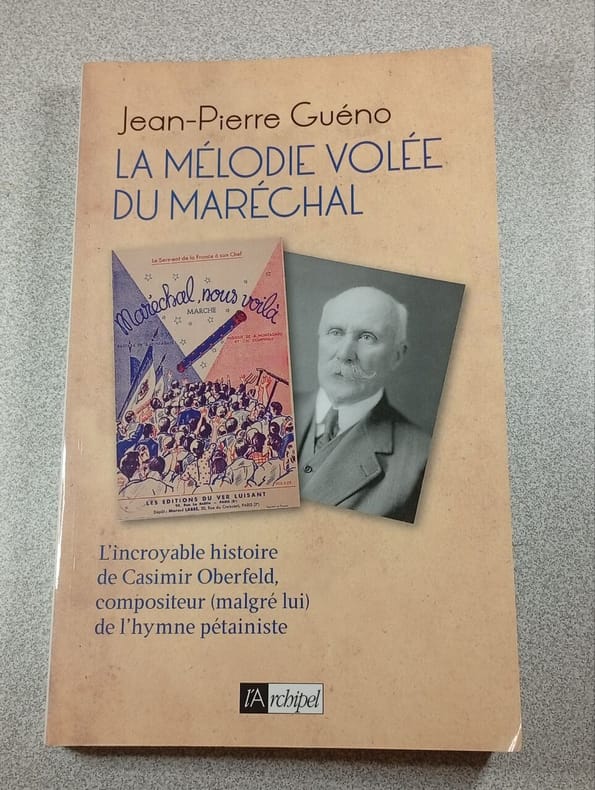 Jean-Pierre Guéno
LA MÉLODIE VOLÉE
DU MARÉCHAL
Le Serment de la France à son Chef
Maréchal, nous voilà
MARCHE
LES EDITIONS DU VER LUISANT
L'incroyable histoire
de Casimir Oberfeld,
compositeur (malgré lui)
de l'hymne pétainiste
l'Archipel